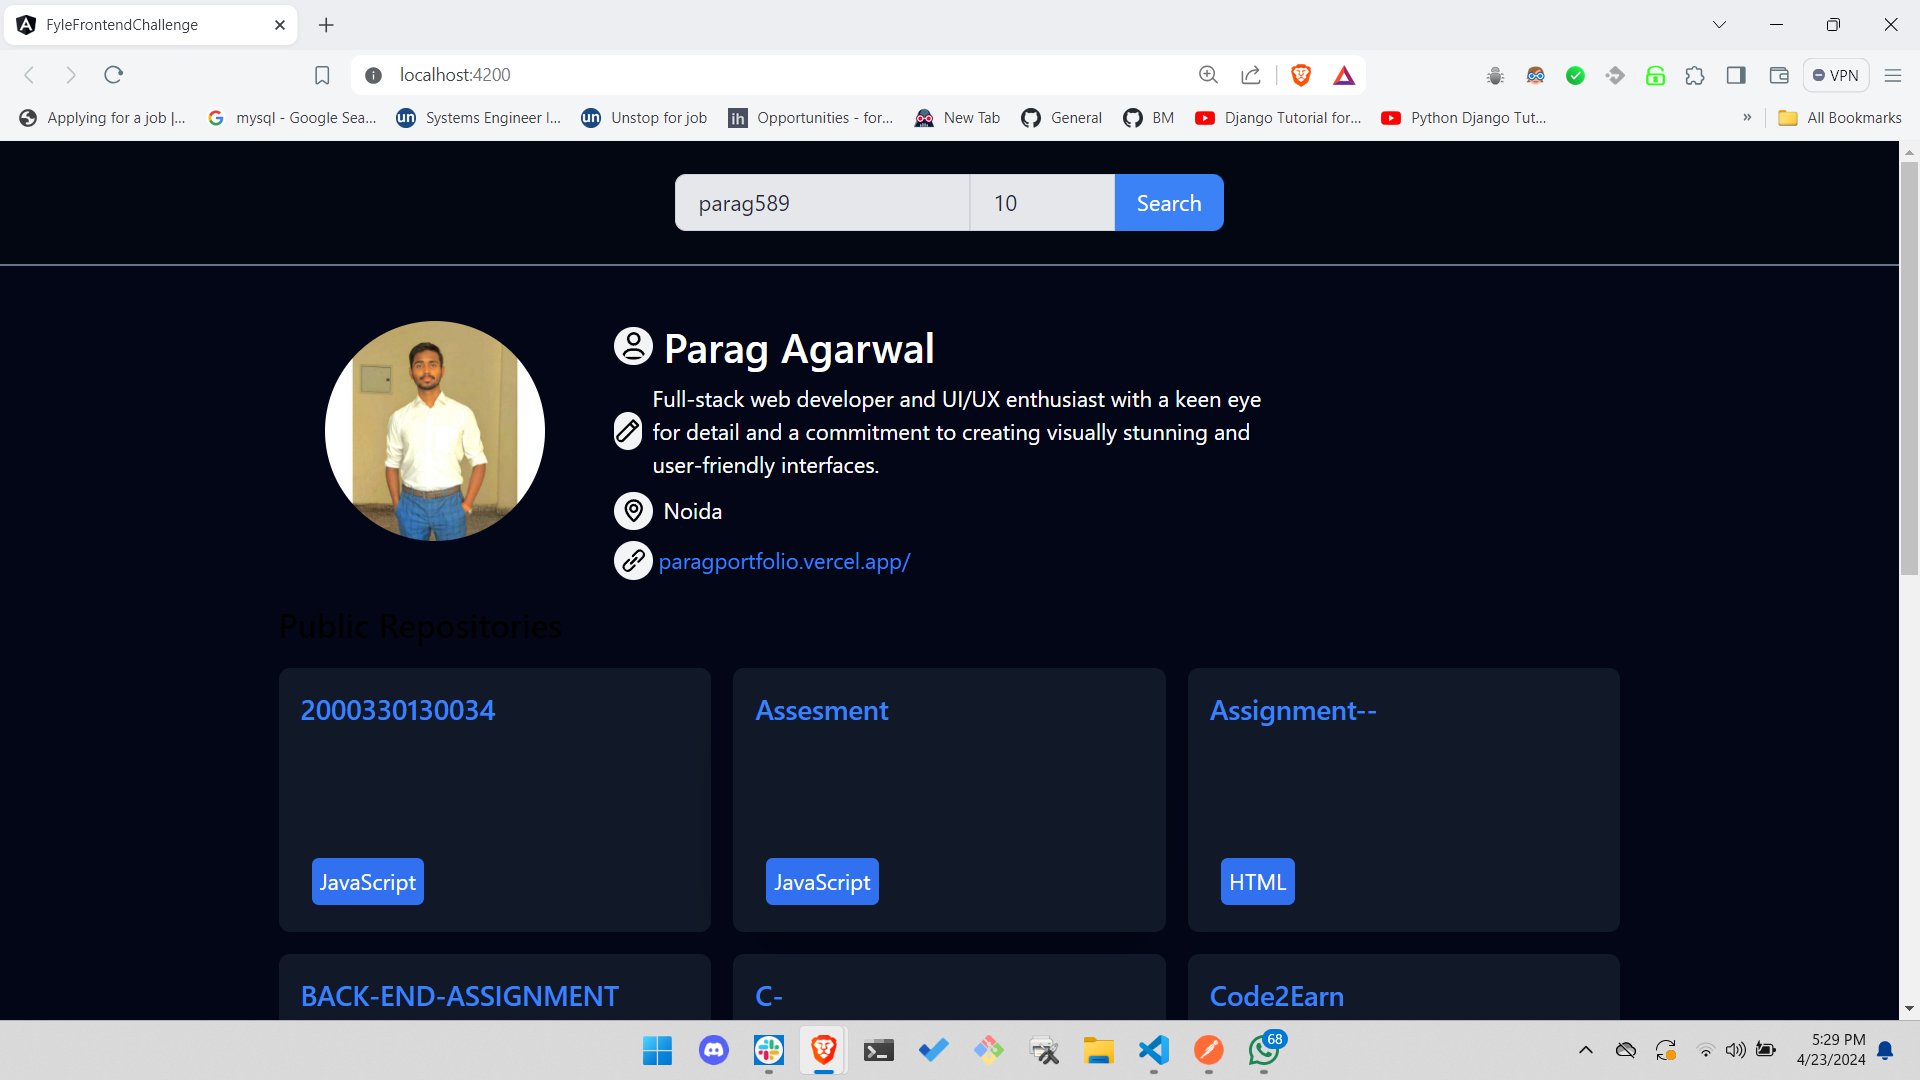 FyleFrontendChallenge
localhost:4200
VPN
Applying for a job |... mysql - Google Sea... Systems Engineer I... Unstop for job Opportunities - for... New Tab General BM Django Tutorial for... Python Django Tut... » All Bookmarks
parag589 10 Search
Parag Agarwal
Full-stack web developer and UI/UX enthusiast with a keen eye
for detail and a commitment to creating visually stunning and
user-friendly interfaces.
Noida
paragportfolio.vercel.app/
Public Repositories
2000330130034 Assesment Assignment--
JavaScript JavaScript HTML
BACK-END-ASSIGNMENT C- Code2Earn
68
5:29 PM
4/23/2024